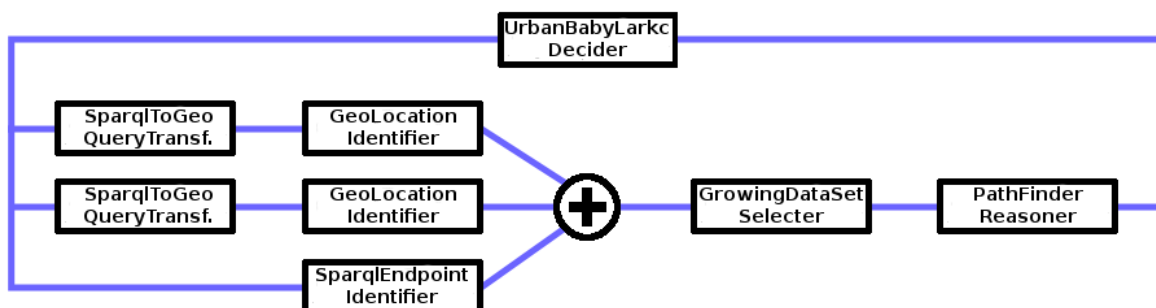 UrbanBabyLarkc
Decider
SparqlToGeo
QueryTransf.
GeoLocation
Identifier
SparqlToGeo
QueryTransf.
GeoLocation
Identifier
GrowingDataSet
Selecter
PathFinder
Reasoner
SparqlEndpoint
Identifier